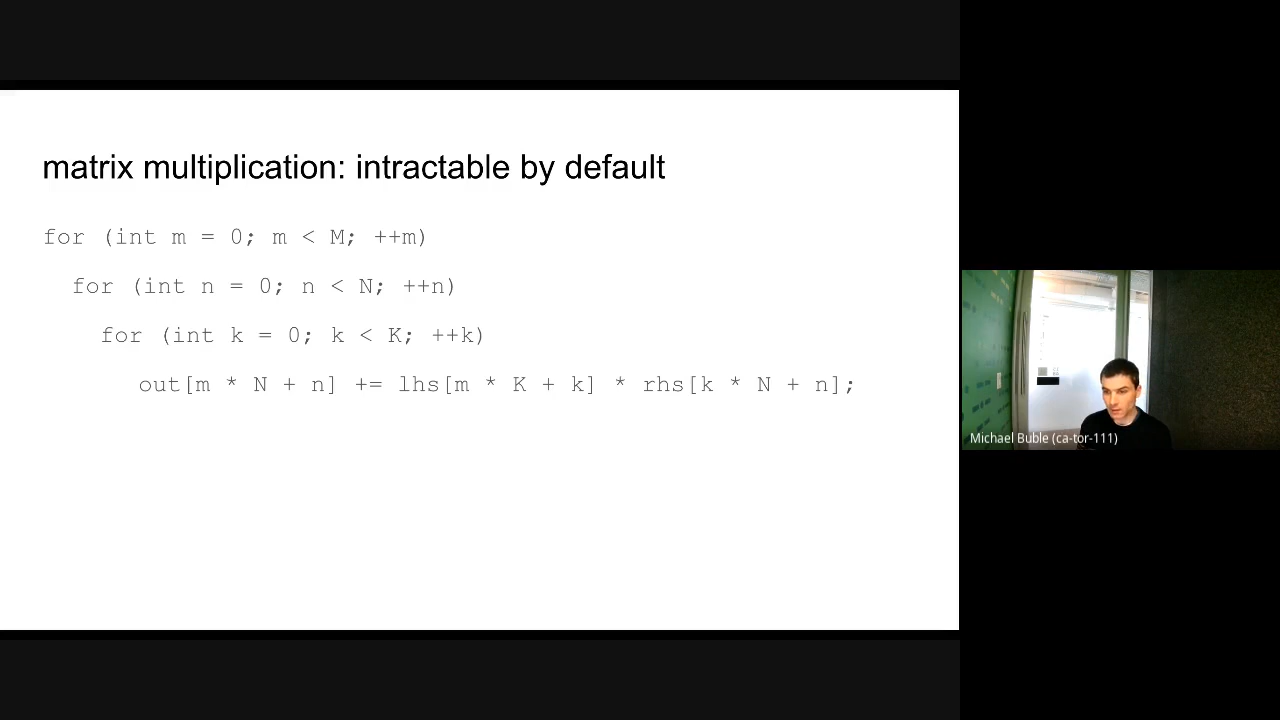 matrix multiplication: intractable by default
for (int m = 0; m < M; ++m)
for (int n = 0; n < N; ++n)
for (int k = 0; k < K; ++k)
out[m * N + n] += lhs[m * K + k] * rhs[k * N + n];
Michael Buble (ca-tor-111)